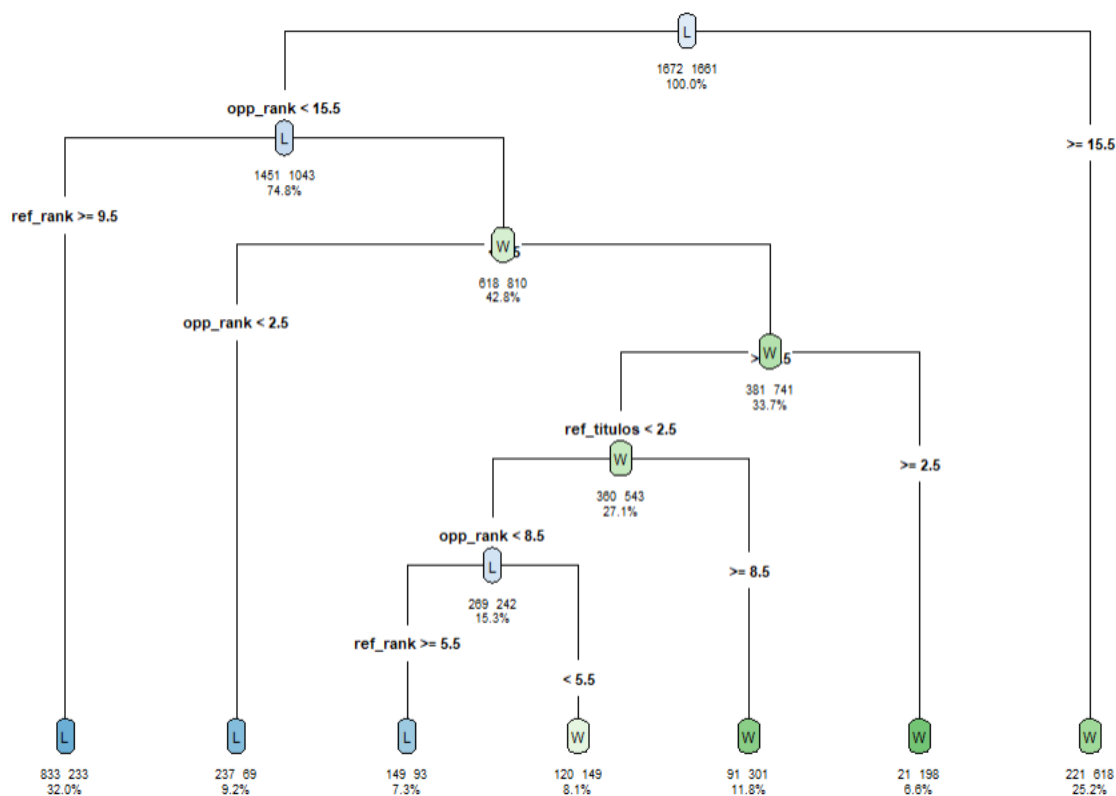 L
1672 1661
100.0%
opp_rank < 15.5
>= 15.5
L
1451 1043
74.8%
ref_rank >= 9.5
W
618 810
42.8%
opp_rank < 2.5
W
381 741
33.7%
ref_titulos < 2.5
>= 2.5
W
360 543
27.1%
opp_rank < 8.5
>= 8.5
L
269 242
15.3%
ref_rank >= 5.5
< 5.5
L
L
L
W
W
W
W
833 233
32.0%
237 69
9.2%
149 93
7.3%
120 149
8.1%
91 301
11.8%
21 198
6.6%
221 618
25.2%